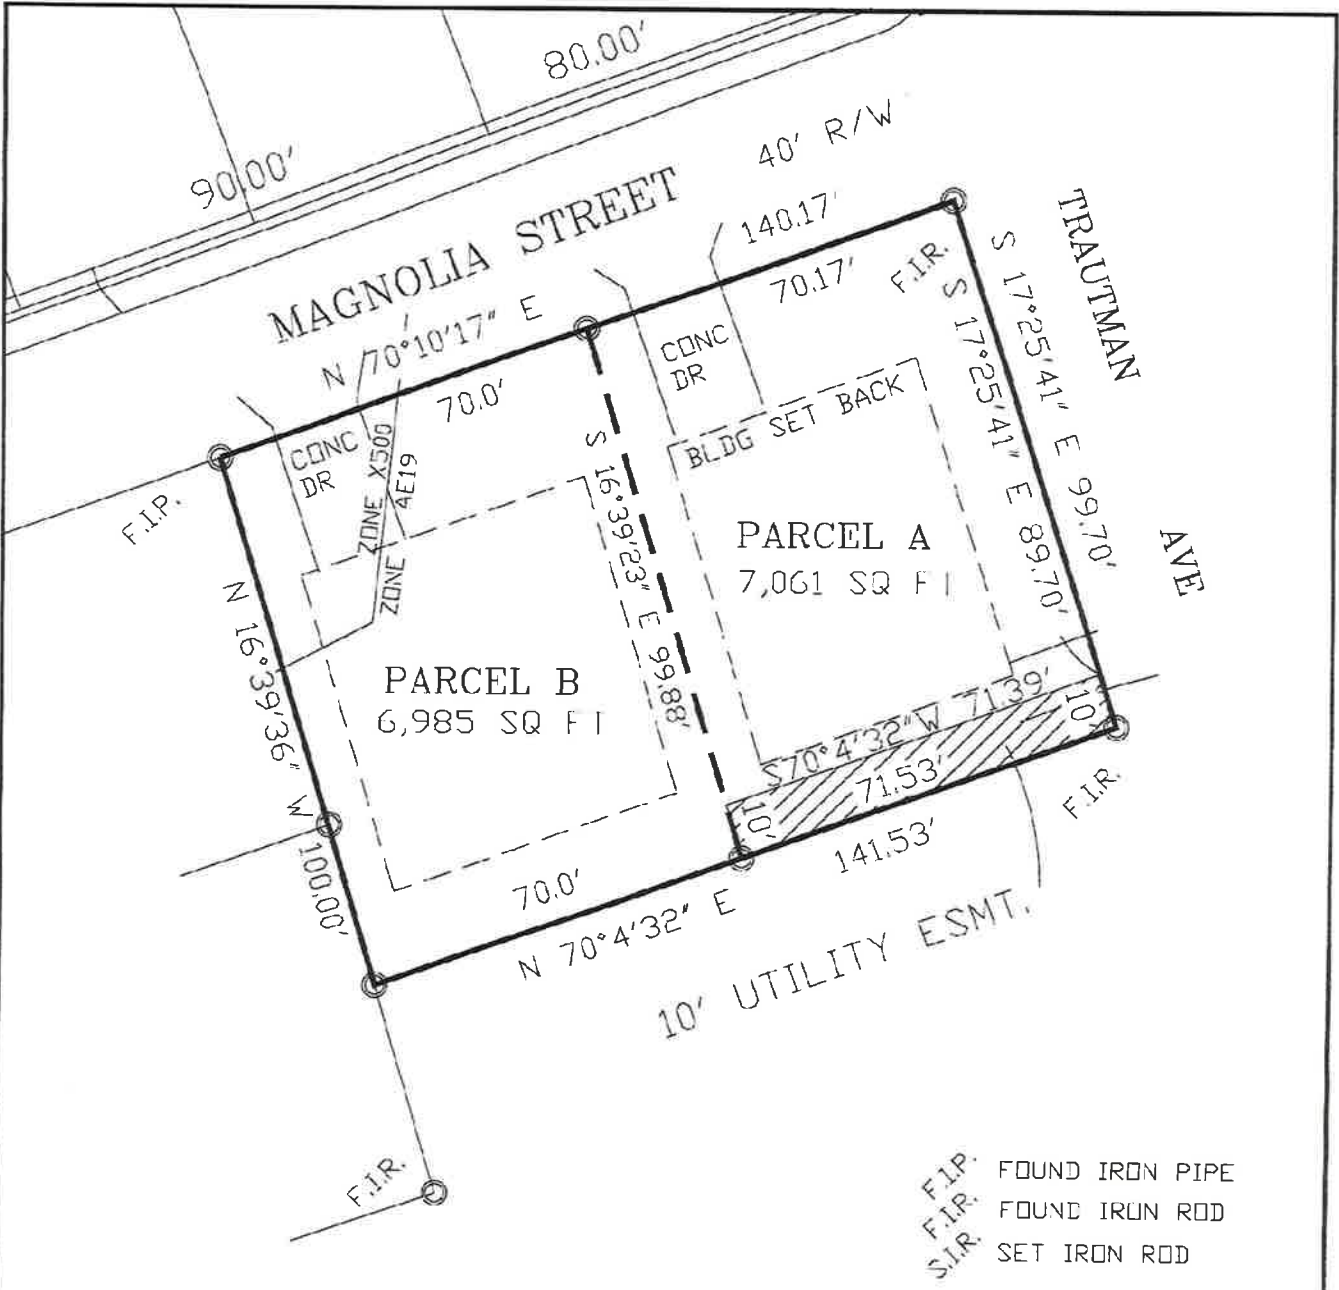 80.00'
90.00'
40' R/W
MAGNOLIA STREET
140.17'
N 70°10'17" E
70.17'
70.0'
F.I.R.
TRAUTMAN
AVE
S 17°25'41" E 99.70'
S 17°25'41" E 89.70'
CONC
DR
CONC
DR
BLDG SET BACK
ZONE X500
ZONE 4E19
F.I.P.
S 16°39'23" E 99.88'
PARCEL A
7,061 SQ FT
N 16°39'36" W 100.00'
PARCEL B
6,985 SQ FT
S70°4'32"W 71.39'
10'
71.53'
10'
F.I.R.
141.53'
70.0'
N 70°4'32" E
10' UTILITY ESMT.
F.I.R.
F.I.P. FOUND IRON PIPE
F.I.R. FOUND IRON ROD
S.I.R. SET IRON ROD